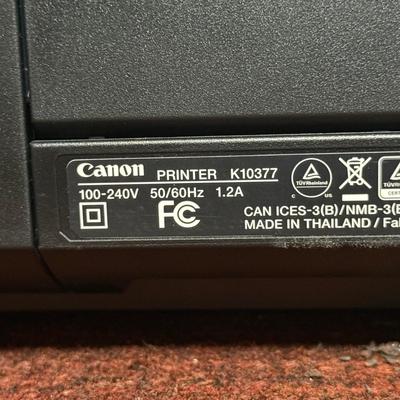 Canon PRINTER K10377
100-240V 50/60Hz 1.2A
FC
CAN ICES-3(B)/NMB-3(
MADE IN THAILAND /
TÜVRheinland
C US